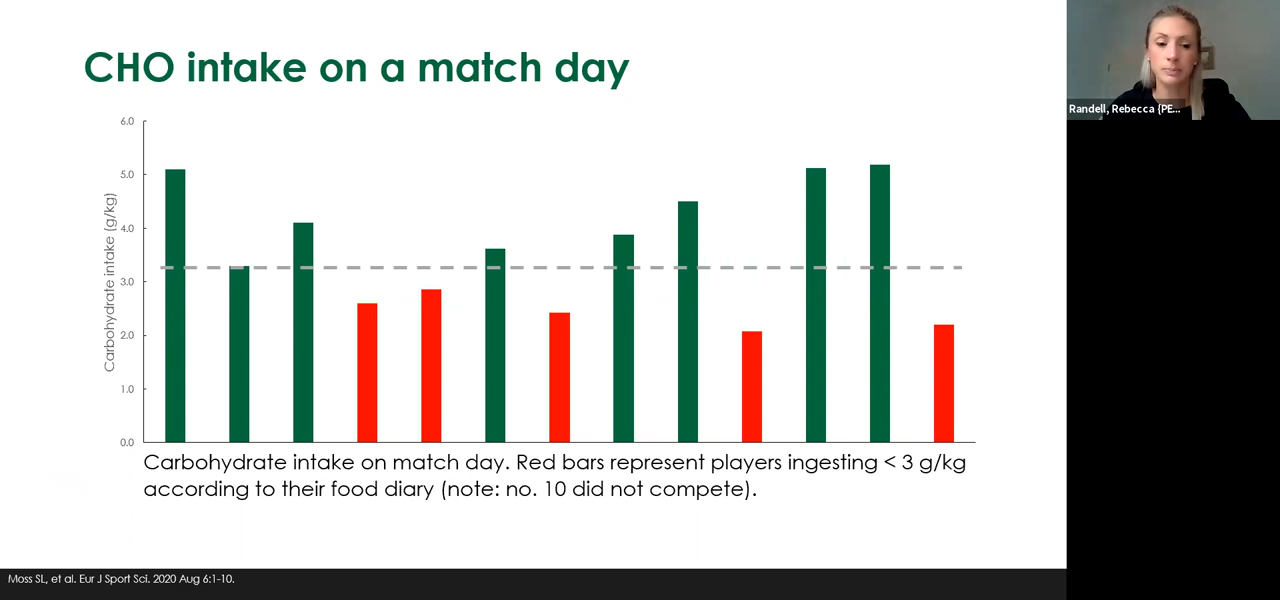 CHO intake on a match day
Randell, Rebecca {PE...
Carbohydrate intake (g/kg)
6.0
5.0
4.0
3.0
2.0
1.0
0.0
Carbohydrate intake on match day. Red bars represent players ingesting < 3 g/kg
according to their food diary (note: no. 10 did not compete).
Moss SL, et al. Eur J Sport Sci. 2020 Aug 6:1-10.